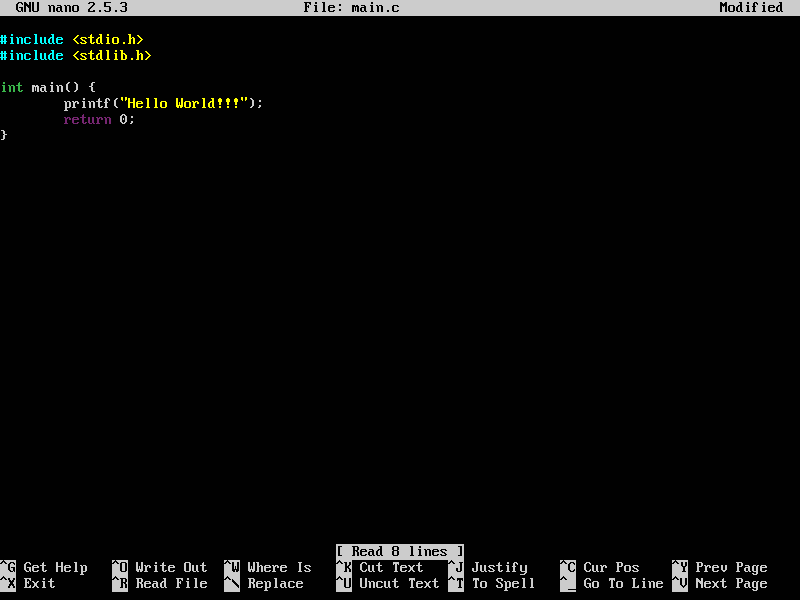 GNU nano 2.5.3 File: main.c Modified
#include <stdio.h>
#include <stdlib.h>
int main() {
        printf("Hello World!!!");
        return 0;
}
[ Read 8 lines ]
^G Get Help ^O Write Out ^W Where Is ^K Cut Text ^J Justify ^C Cur Pos ^Y Prev Page
^X Exit ^R Read File ^\ Replace ^U Uncut Text ^T To Spell ^_ Go To Line ^V Next Page